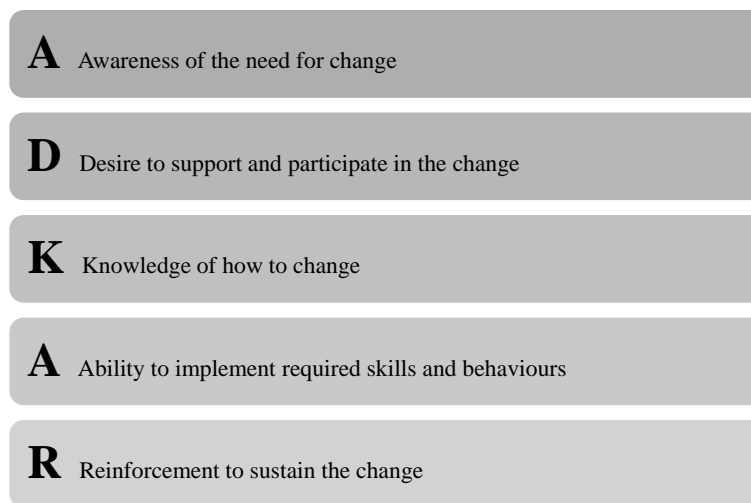 A Awareness of the need for change
D Desire to support and participate in the change
K Knowledge of how to change
A Ability to implement required skills and behaviours
R Reinforcement to sustain the change